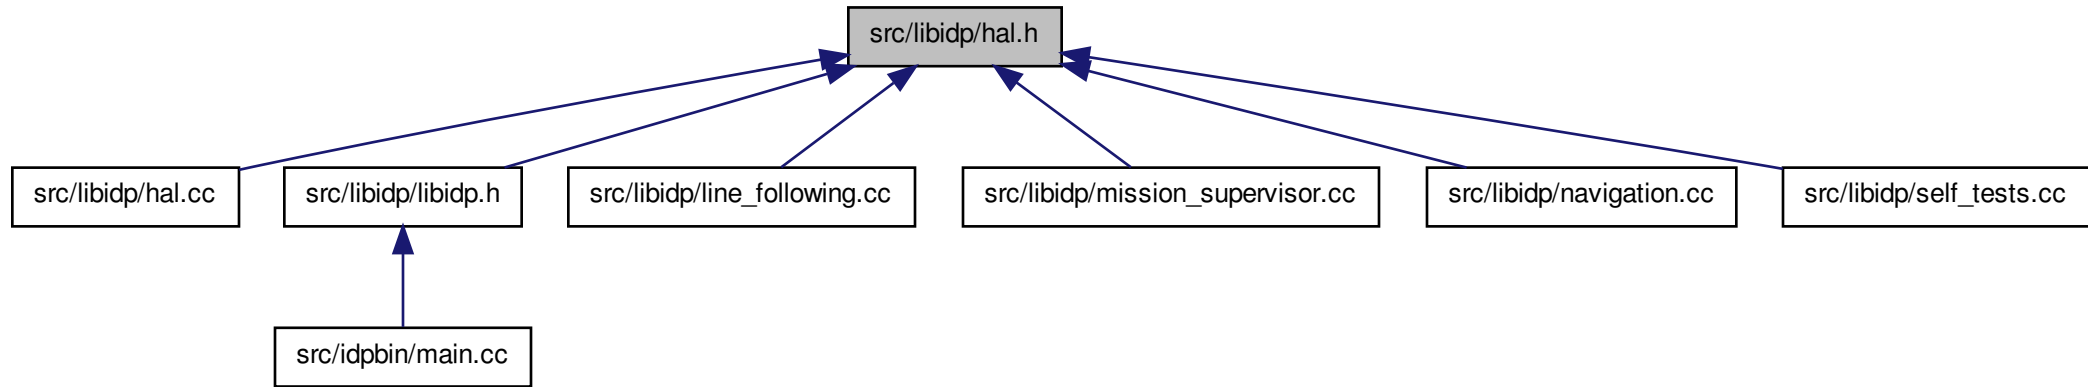 src/libidp/hal.h
src/libidp/hal.cc
src/libidp/libidp.h
src/libidp/line_following.cc
src/libidp/mission_supervisor.cc
src/libidp/navigation.cc
src/libidp/self_tests.cc
src/idpbin/main.cc